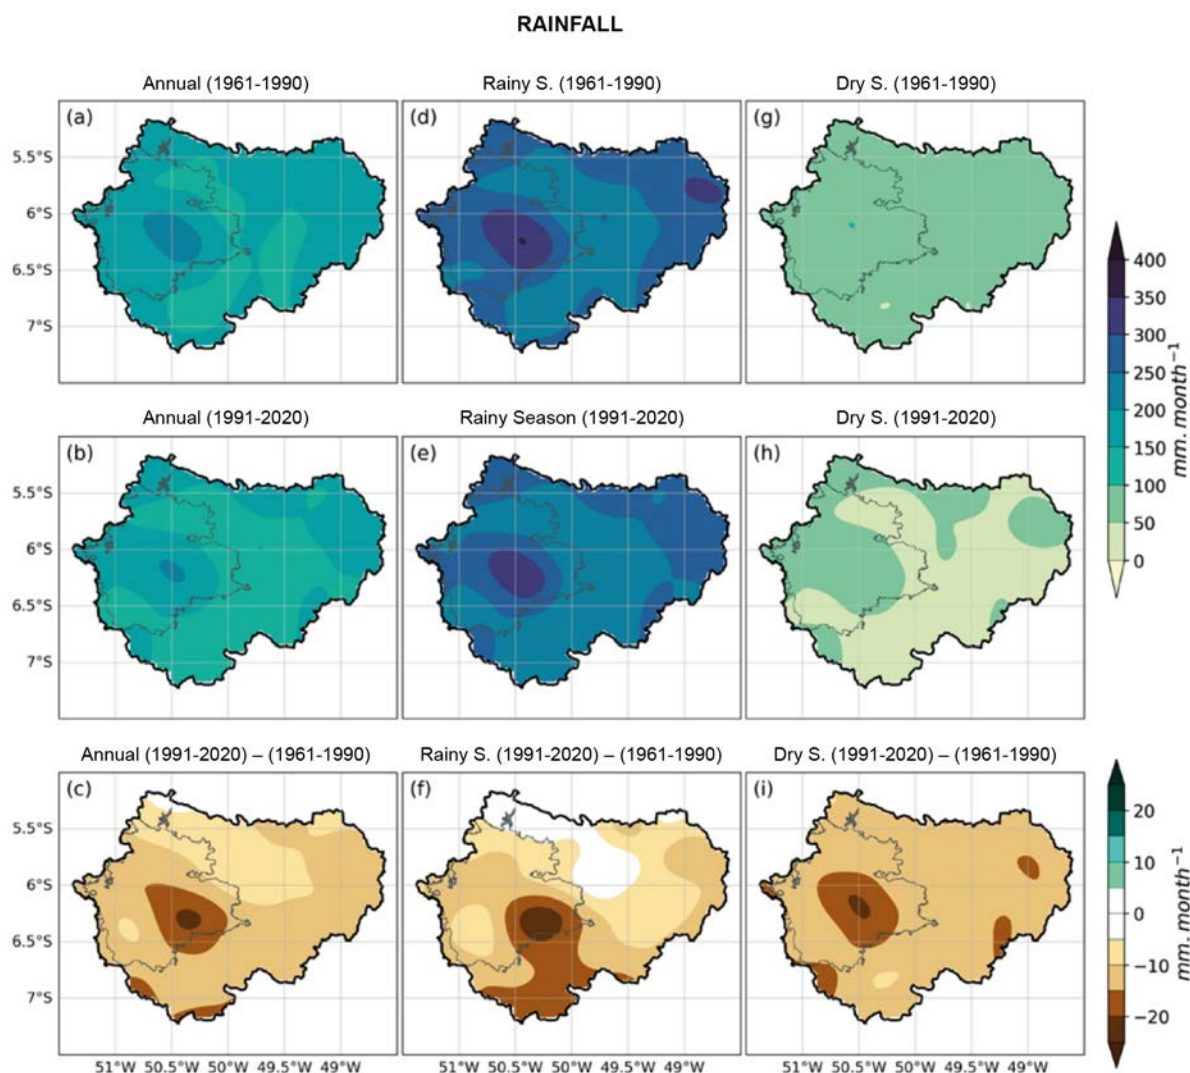 RAINFALL
Annual (1961-1990)
Rainy S. (1961-1990)
Dry S. (1961-1990)
(a)
(d)
(g)
5.5°S
6°S
6.5°S
7°S
Annual (1991-2020)
Rainy Season (1991-2020)
Dry S. (1991-2020)
(b)
(e)
(h)
5.5°S
6°S
6.5°S
7°S
400
350
300
250
200
150
100
50
0
mm. month⁻¹
Annual (1991-2020) – (1961-1990)
Rainy S. (1991-2020) – (1961-1990)
Dry S. (1991-2020) – (1961-1990)
(c)
(f)
(i)
5.5°S
6°S
6.5°S
7°S
20
10
0
−10
−20
mm. month⁻¹
51°W 50.5°W 50°W 49.5°W 49°W
51°W 50.5°W 50°W 49.5°W 49°W
51°W 50.5°W 50°W 49.5°W 49°W